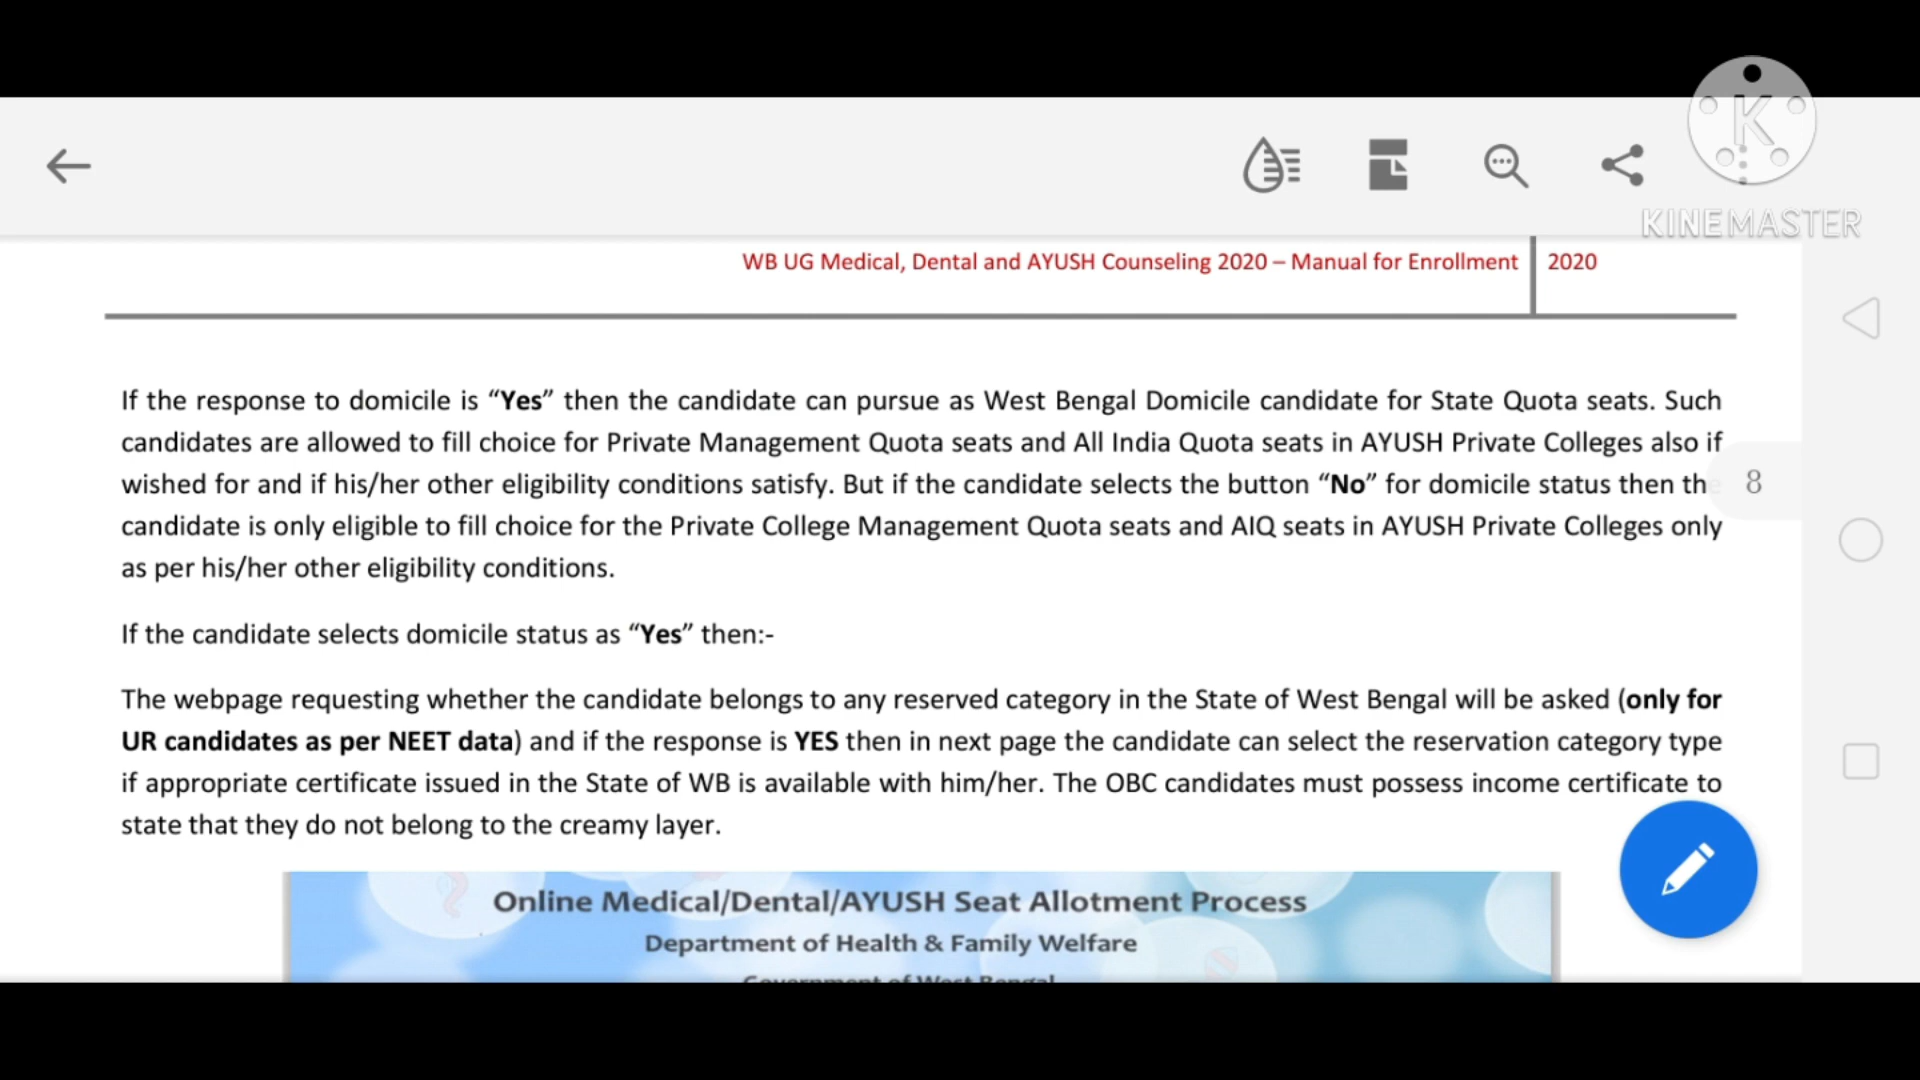 K
KINEMASTER
WB UG Medical, Dental and AYUSH Counseling 2020 – Manual for Enrollment 2020
If the response to domicile is “Yes” then the candidate can pursue as West Bengal Domicile candidate for State Quota seats. Such
candidates are allowed to fill choice for Private Management Quota seats and All India Quota seats in AYUSH Private Colleges also if
wished for and if his/her other eligibility conditions satisfy. But if the candidate selects the button “No” for domicile status then the
8
candidate is only eligible to fill choice for the Private College Management Quota seats and AIQ seats in AYUSH Private Colleges only
as per his/her other eligibility conditions.
If the candidate selects domicile status as “Yes” then:-
The webpage requesting whether the candidate belongs to any reserved category in the State of West Bengal will be asked (only for
UR candidates as per NEET data) and if the response is YES then in next page the candidate can select the reservation category type
if appropriate certificate issued in the State of WB is available with him/her. The OBC candidates must possess income certificate to
state that they do not belong to the creamy layer.
Online Medical/Dental/AYUSH Seat Allotment Process
Department of Health & Family Welfare
Government of West Bengal